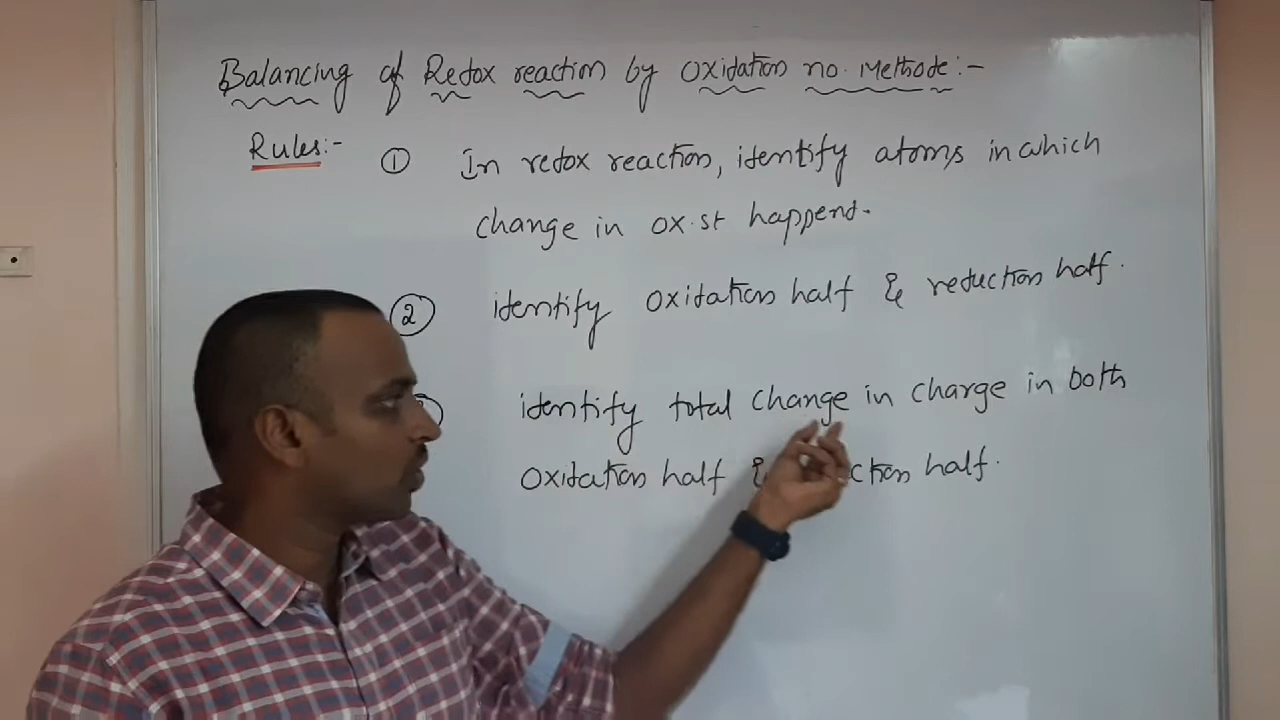 Balancing of Redox reaction by Oxidation no. Methode:-
Rules:- ① In redox reaction, identify atoms in which
change in ox.st happend.
② identify oxidation half & reduction half.
identify total change in charge in both
oxidation half & half.